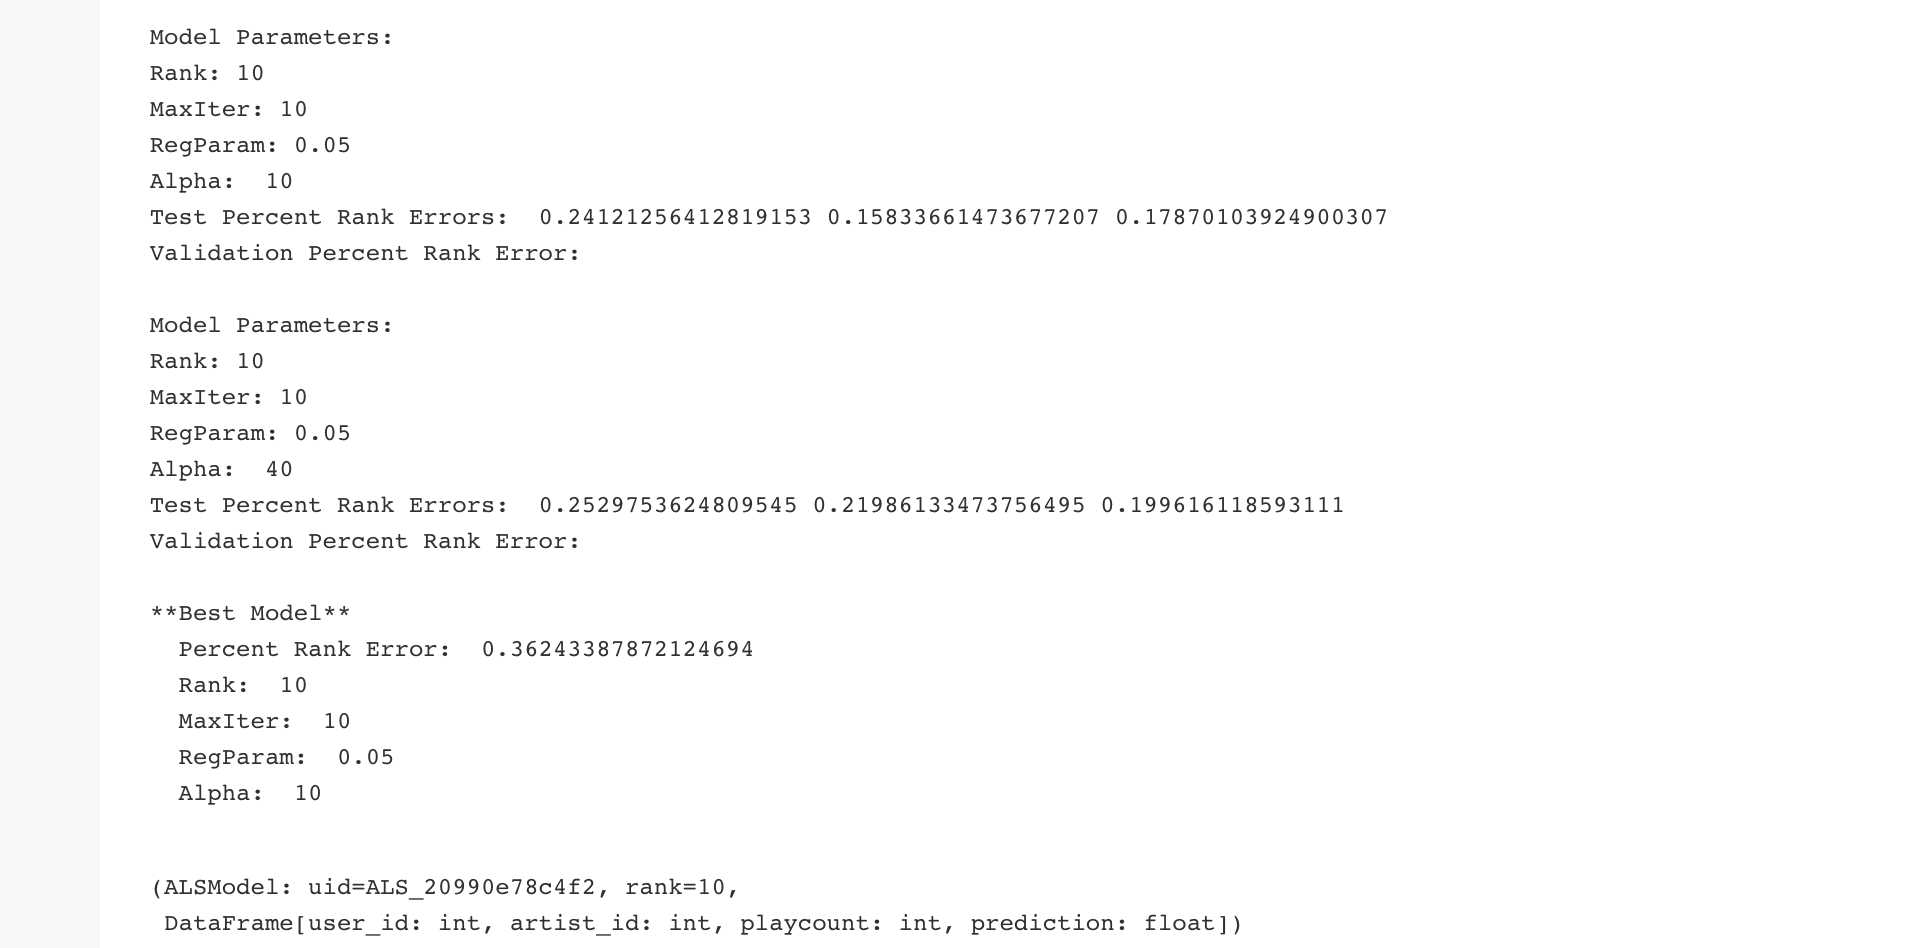 Model Parameters:
Rank: 10
MaxIter: 10
RegParam: 0.05
Alpha:  10
Test Percent Rank Errors:  0.24121256412819153 0.15833661473677207 0.17870103924900307
Validation Percent Rank Error:

Model Parameters:
Rank: 10
MaxIter: 10
RegParam: 0.05
Alpha:  40
Test Percent Rank Errors:  0.2529753624809545 0.21986133473756495 0.199616118593111
Validation Percent Rank Error:

**Best Model**
  Percent Rank Error:  0.36243387872124694
  Rank:  10
  MaxIter:  10
  RegParam:  0.05
  Alpha:  10

(ALSModel: uid=ALS_20990e78c4f2, rank=10,
 DataFrame[user_id: int, artist_id: int, playcount: int, prediction: float])